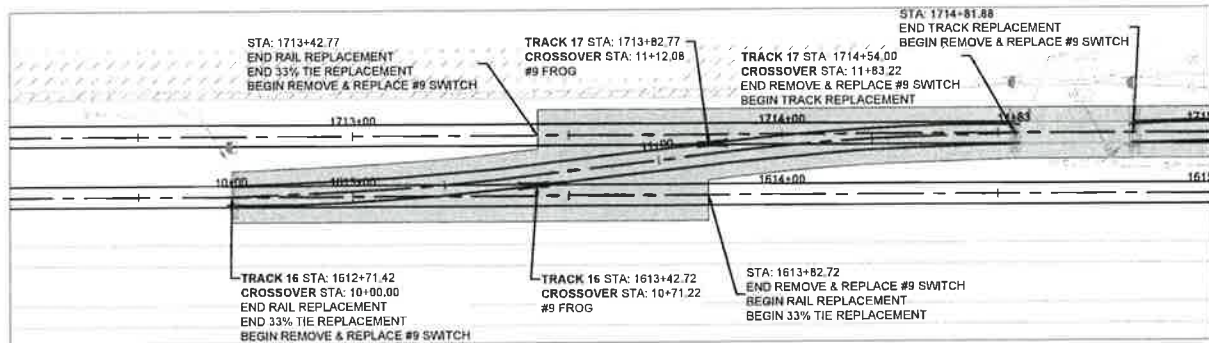 STA: 1713+42.77
END RAIL REPLACEMENT
END 33% TIE REPLACEMENT
BEGIN REMOVE & REPLACE #9 SWITCH
TRACK 17 STA: 1713+82.77
CROSSOVER STA: 11+12.08
#9 FROG
TRACK 17 STA: 1714+54.00
CROSSOVER STA: 11+83.22
END REMOVE & REPLACE #9 SWITCH
BEGIN TRACK REPLACEMENT
STA: 1714+81.88
END TRACK REPLACEMENT
BEGIN REMOVE & REPLACE #9 SWITCH
1713+00
1714+00
11+00
10+00
1614+00
TRACK 16 STA: 1612+71.42
CROSSOVER STA: 10+00.00
END RAIL REPLACEMENT
END 33% TIE REPLACEMENT
BEGIN REMOVE & REPLACE #9 SWITCH
TRACK 16 STA: 1613+42.72
CROSSOVER STA: 10+71.22
#9 FROG
STA: 1613+82.72
END REMOVE & REPLACE #9 SWITCH
BEGIN RAIL REPLACEMENT
BEGIN 33% TIE REPLACEMENT